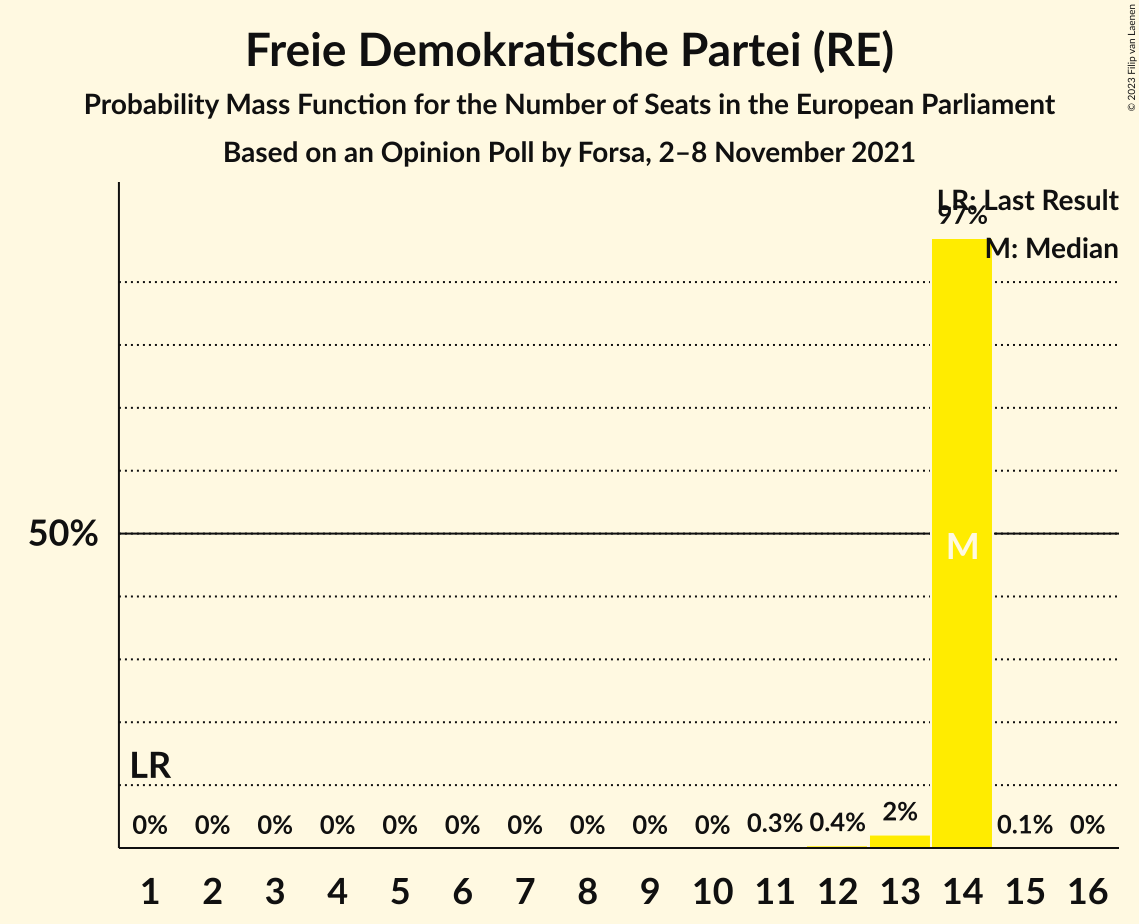 Freie Demokratische Partei (RE)
Probability Mass Function for the Number of Seats in the European Parliament
Based on an Opinion Poll by Forsa, 2–8 November 2021
© 2023 Filip van Laenen
LR: Last Result
97%
M: Median
50%
M
LR
0% 0% 0% 0% 0% 0% 0% 0% 0% 0% 0.3% 0.4% 2% 0.1% 0%
1 2 3 4 5 6 7 8 9 10 11 12 13 14 15 16